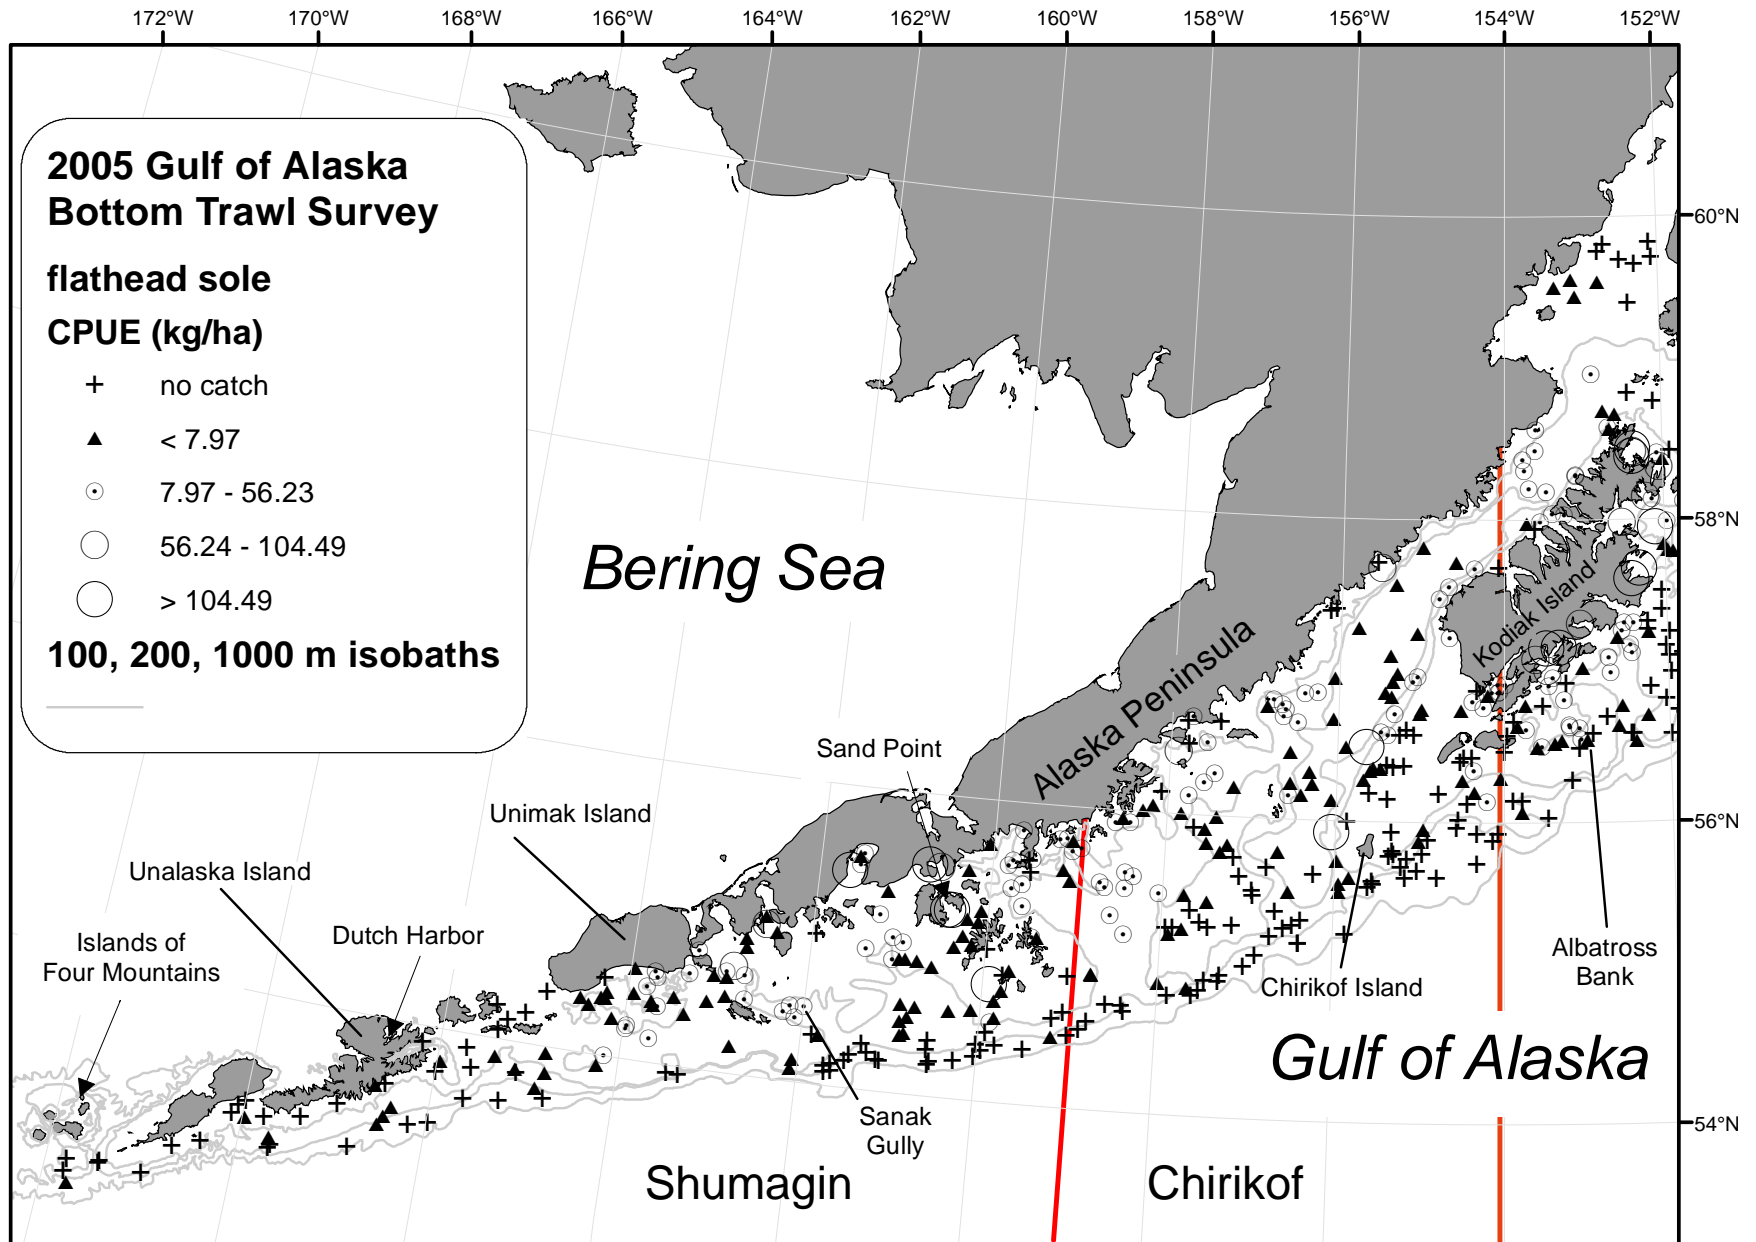 172°W 170°W 168°W 166°W 164°W 162°W 160°W 158°W 156°W 154°W 152°W
2005 Gulf of Alaska
Bottom Trawl Survey
flathead sole
CPUE (kg/ha)
no catch
< 7.97
7.97 - 56.23
56.24 - 104.49
> 104.49
100, 200, 1000 m isobaths
60°N
58°N
56°N
54°N
Bering Sea
Kodiak Island
Alaska Peninsula
Sand Point
Unimak Island
Unalaska Island
Dutch Harbor
Islands of
Four Mountains
Albatross
Bank
Chirikof Island
Gulf of Alaska
Sanak
Gully
Shumagin
Chirikof